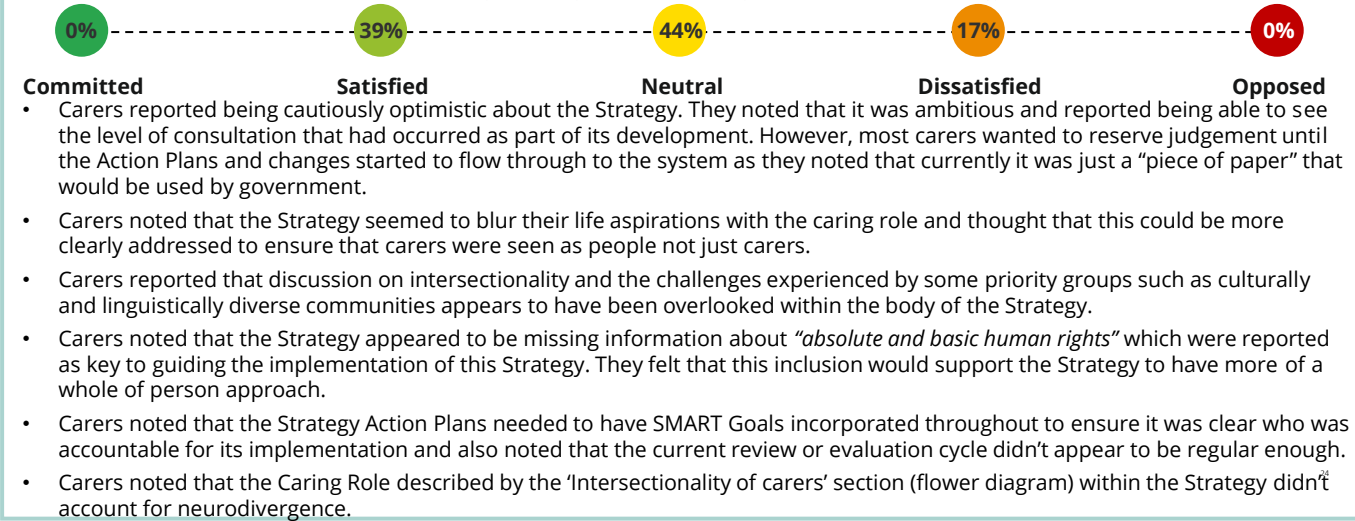 0% 39% 44% 17% 0%
Committed Satisfied Neutral Dissatisfied Opposed
• Carers reported being cautiously optimistic about the Strategy. They noted that it was ambitious and reported being able to see
the level of consultation that had occurred as part of its development. However, most carers wanted to reserve judgement until
the Action Plans and changes started to flow through to the system as they noted that currently it was just a “piece of paper” that
would be used by government.
• Carers noted that the Strategy seemed to blur their life aspirations with the caring role and thought that this could be more
clearly addressed to ensure that carers were seen as people not just carers.
• Carers reported that discussion on intersectionality and the challenges experienced by some priority groups such as culturally
and linguistically diverse communities appears to have been overlooked within the body of the Strategy.
• Carers noted that the Strategy appeared to be missing information about “absolute and basic human rights” which were reported
as key to guiding the implementation of this Strategy. They felt that this inclusion would support the Strategy to have more of a
whole of person approach.
• Carers noted that the Strategy Action Plans needed to have SMART Goals incorporated throughout to ensure it was clear who was
accountable for its implementation and also noted that the current review or evaluation cycle didn’t appear to be regular enough.
• Carers noted that the Caring Role described by the ‘Intersectionality of carers’ section (flower diagram) within the Strategy didn’t
24
account for neurodivergence.